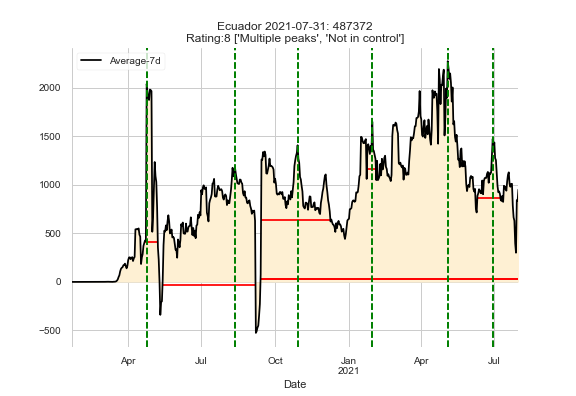 Ecuador 2021-07-31: 487372
Rating:8 ['Multiple peaks', 'Not in control']
Average-7d
2000
1500
1000
500
0
−500
Apr
Jul
Oct
Jan
2021
Apr
Jul
Date